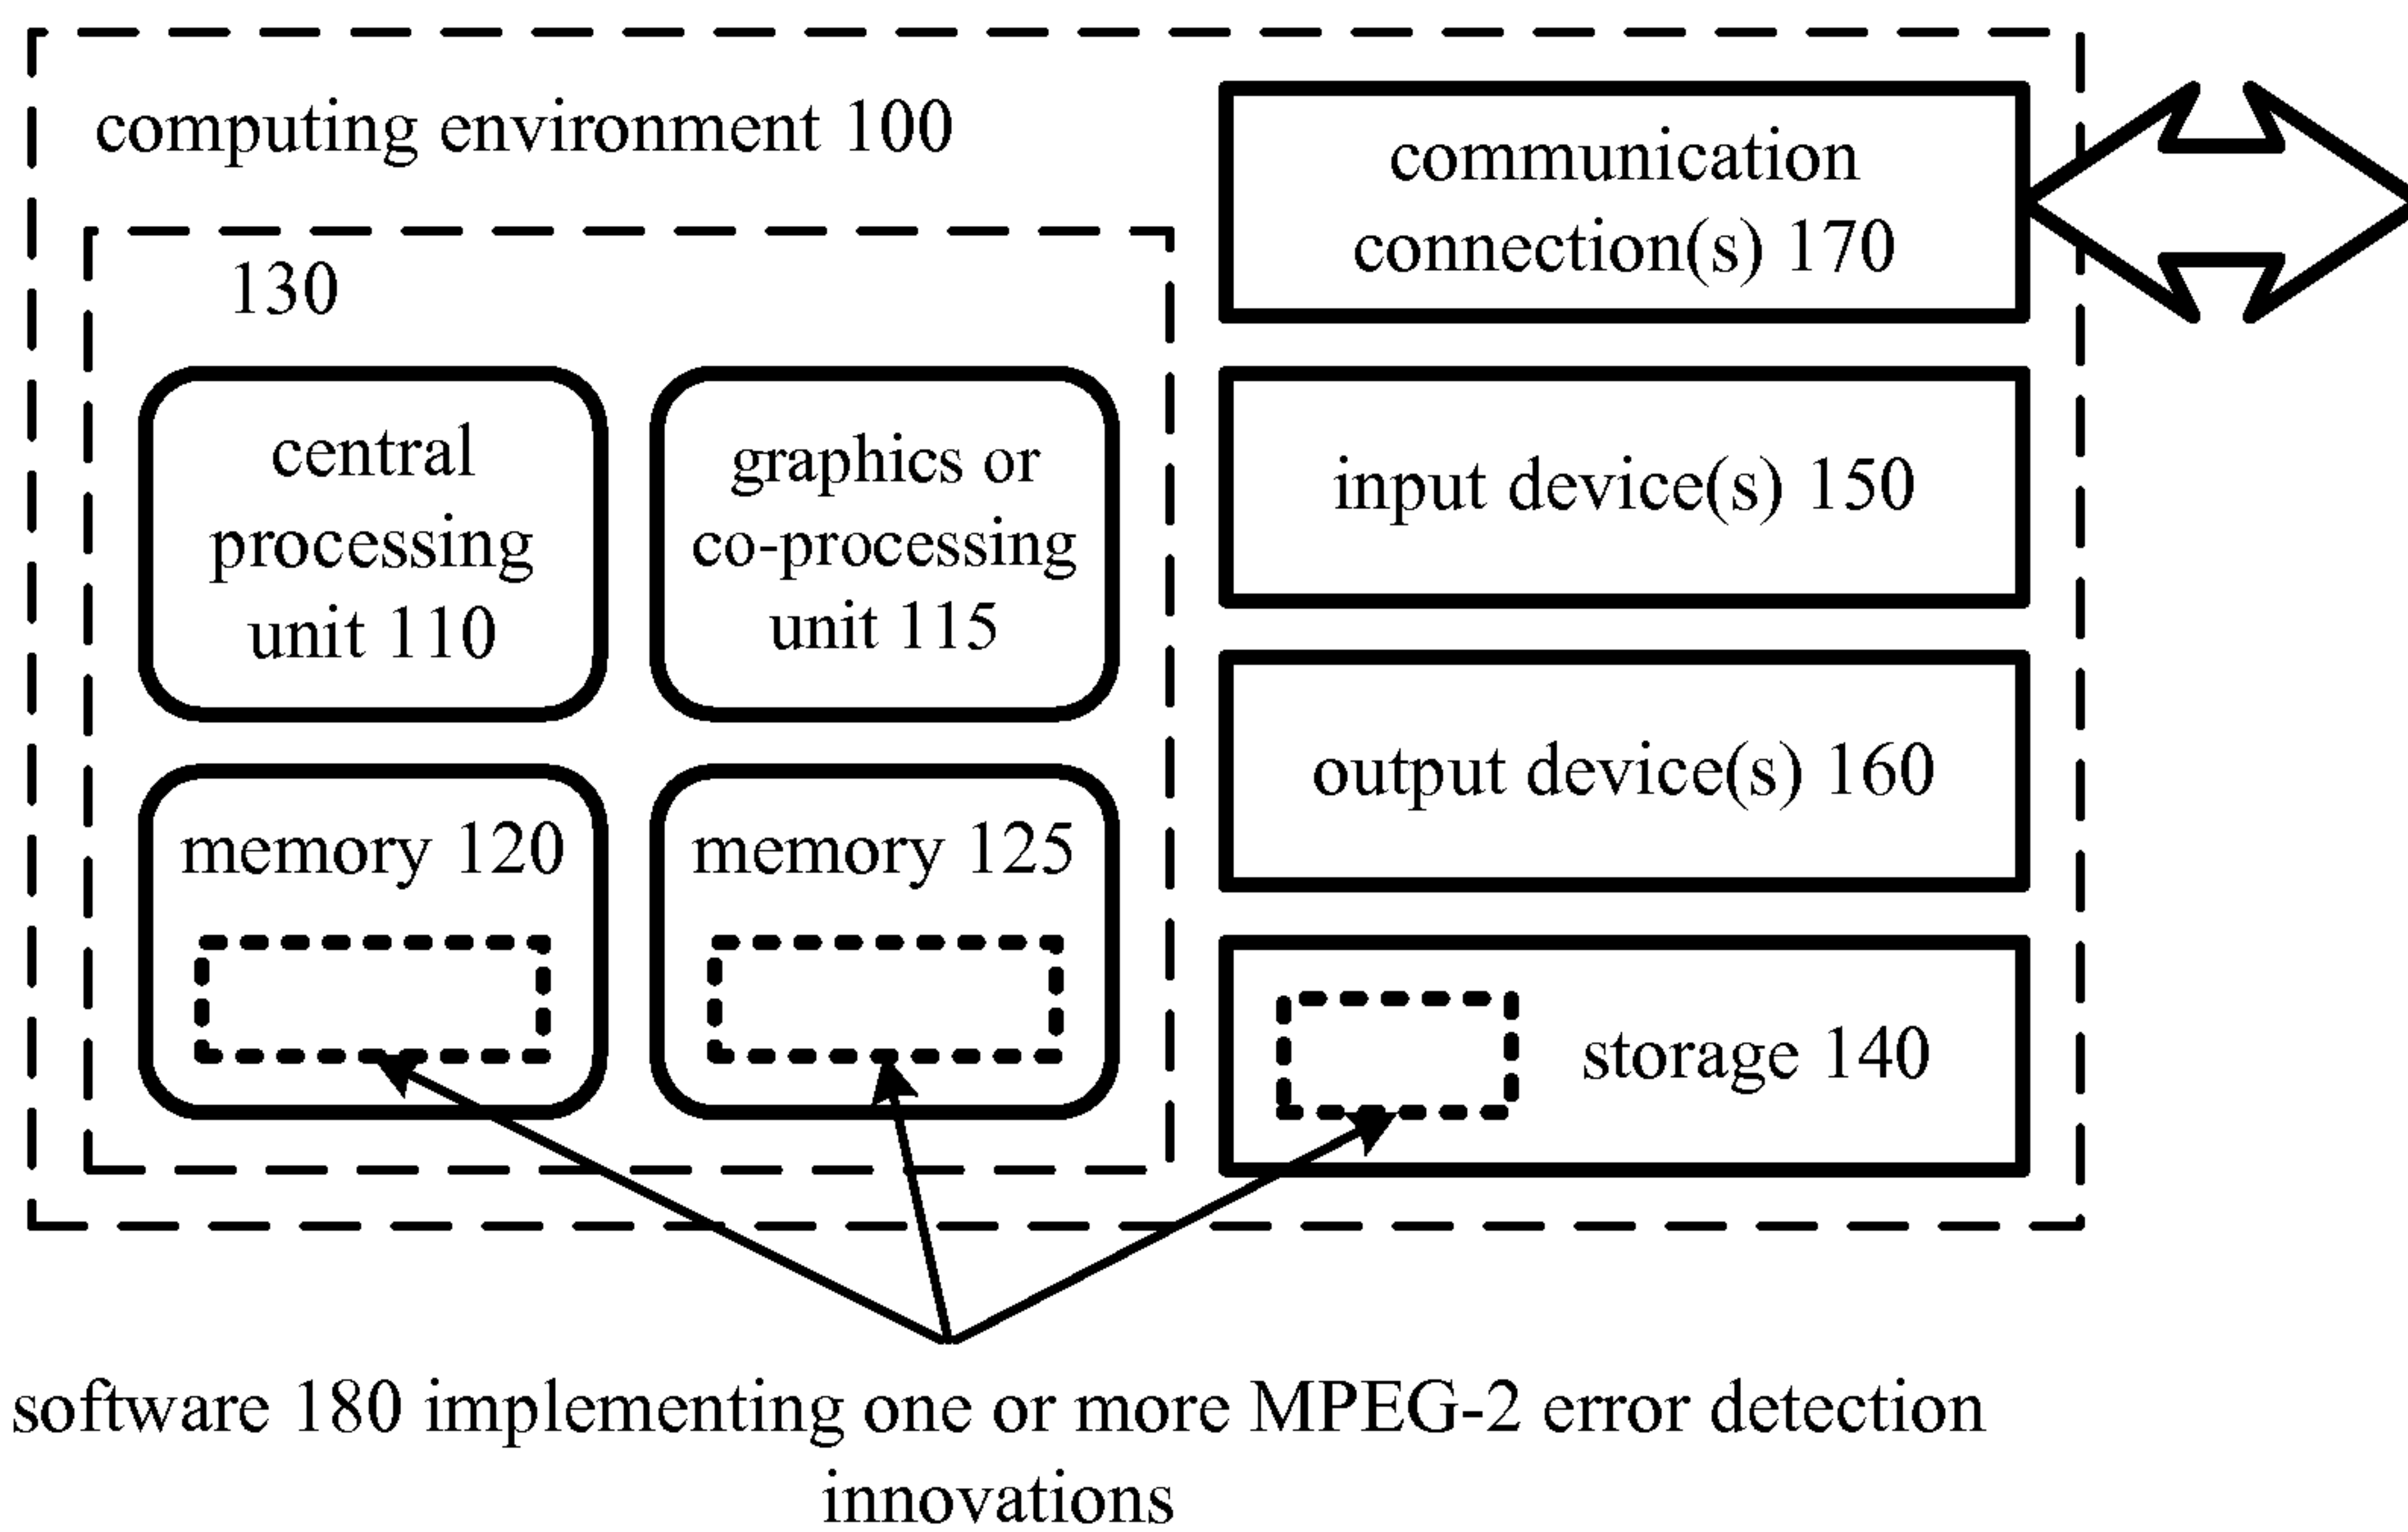 computing environment 100
communication
connection(s) 170
130
central
processing
unit 110
graphics or
co-processing
unit 115
input device(s) 150
output device(s) 160
memory 120
memory 125
storage 140
software 180 implementing one or more MPEG-2 error detection
innovations